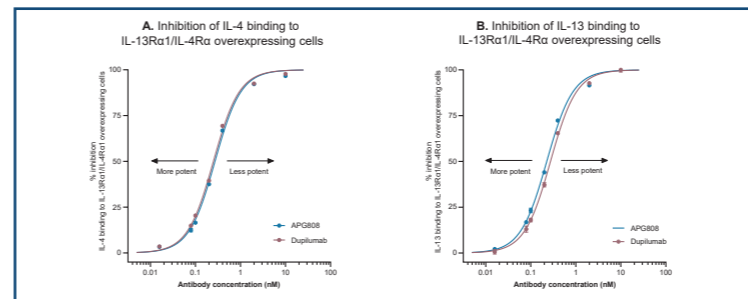 A. Inhibition of IL-4 binding to
IL-13Rα1/IL-4Rα overexpressing cells
% inhibition
IL-4 binding to IL-13Rα1/IL-4Rα1 overexpressing cells
100
75
50
25
0
More potent
Less potent
APG808
Dupilumab
0.01
0.1
1
10
100
Antibody concentration (nM)
B. Inhibition of IL-13 binding to
IL-13Rα1/IL-4Rα overexpressing cells
% inhibition
IL-13 binding to IL-13Rα1/IL-4Rα1 overexpressing cells
100
75
50
25
0
More potent
Less potent
APG808
Dupilumab
0.01
0.1
1
10
100
Antibody concentration (nM)